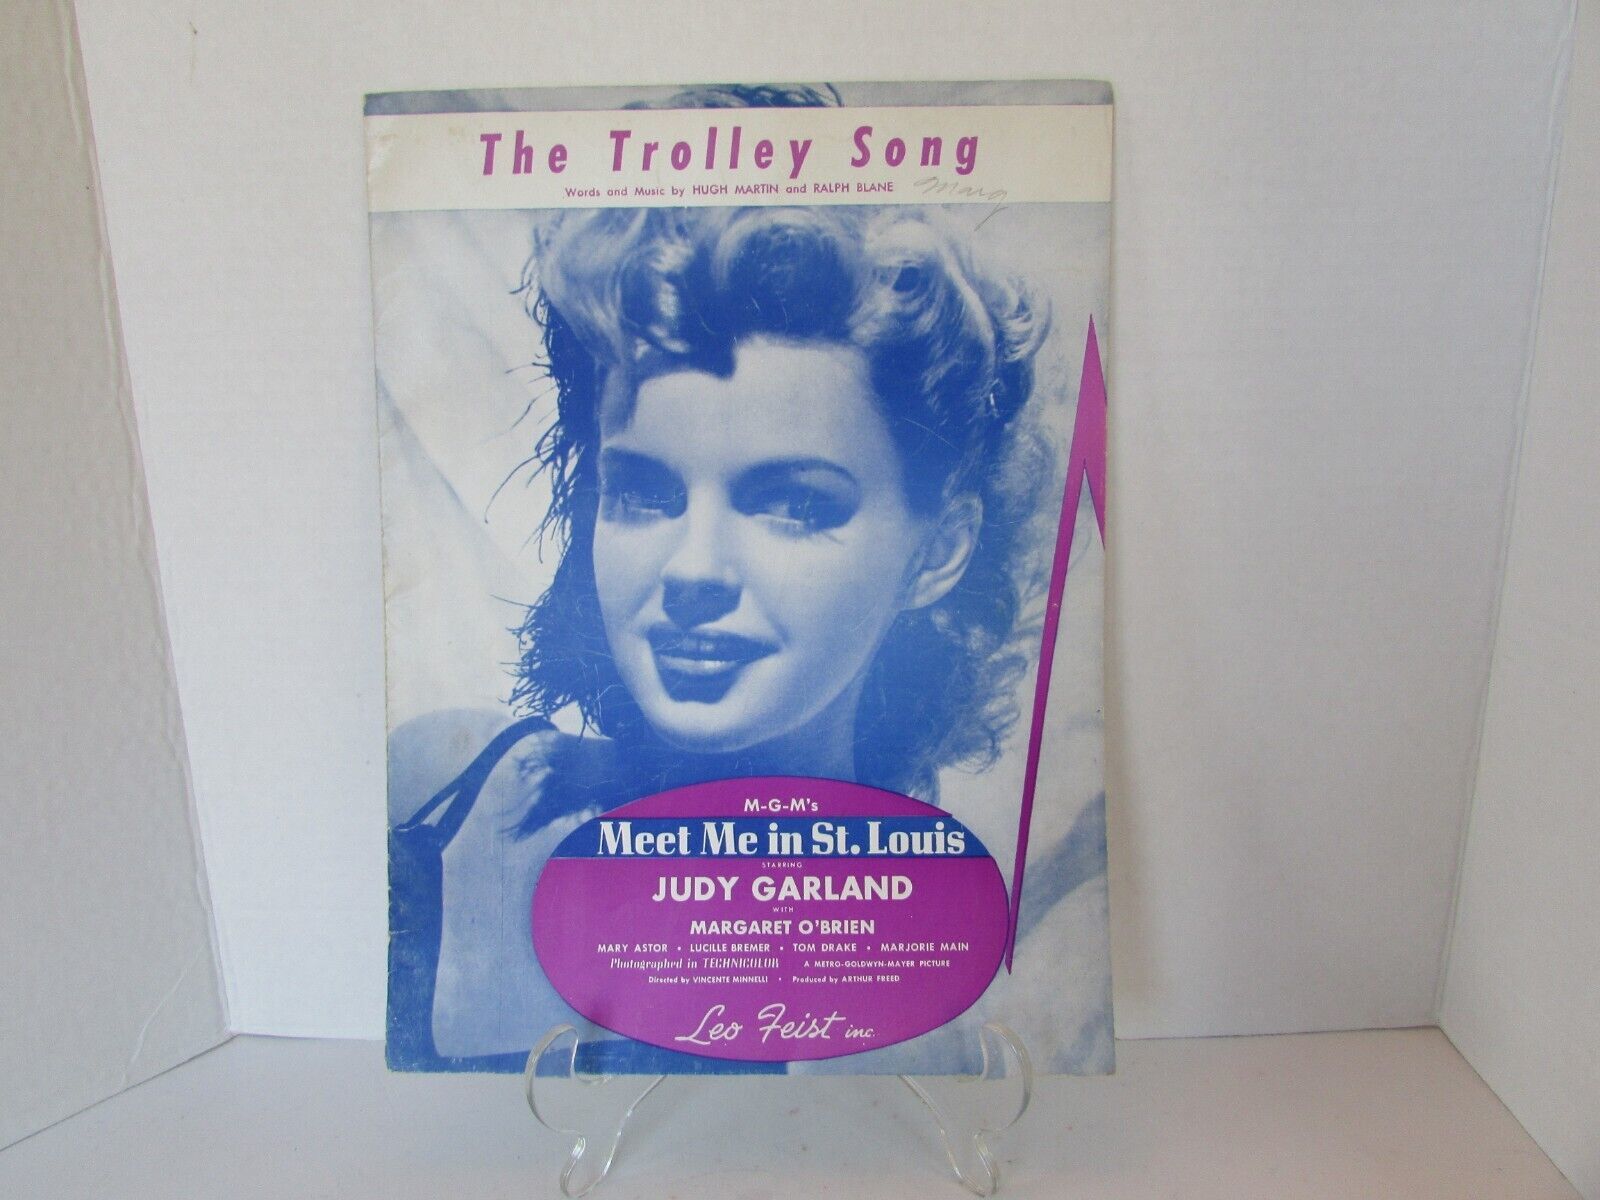 The Trolley Song
Words and Music by HUGH MARTIN and RALPH BLANE
Marg
M-G-M's
Meet Me in St. Louis
STARRING
JUDY GARLAND
WITH
MARGARET O'BRIEN
MARY ASTOR • LUCILLE BREMER • TOM DRAKE • MARJORIE MAIN
Photographed in TECHNICOLOR A METRO-GOLDWYN-MAYER PICTURE
Directed by VINCENTE MINNELLI • Produced by ARTHUR FREED
Leo Feist inc.